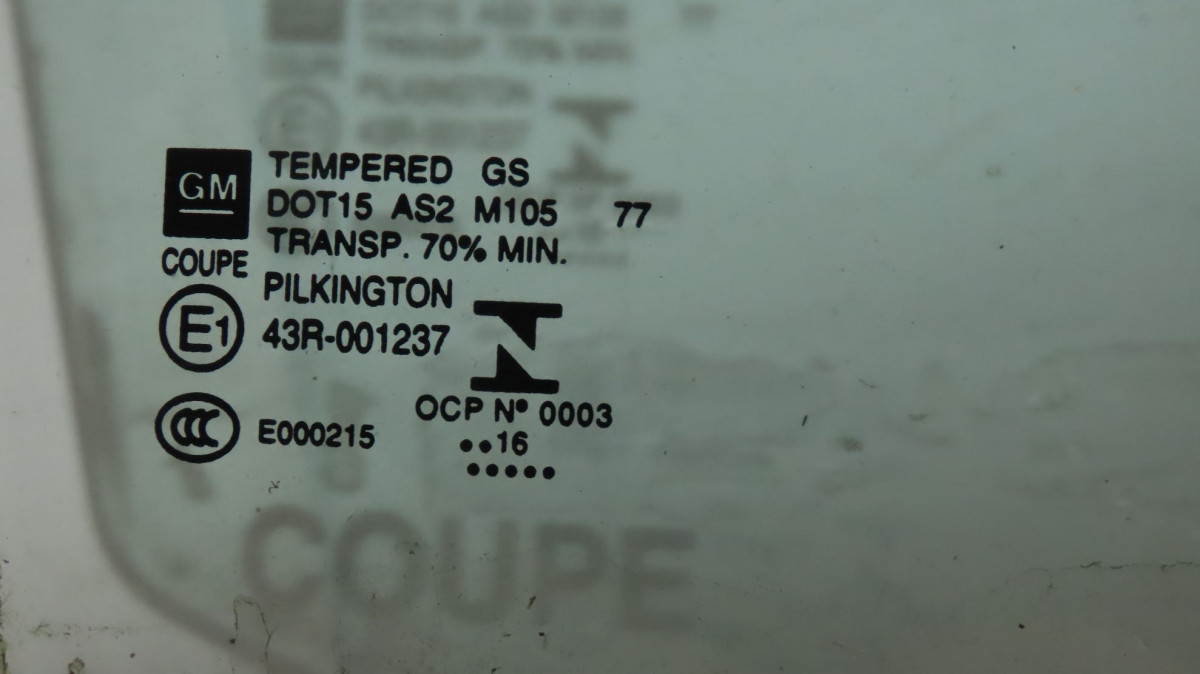 GM
TEMPERED GS
DOT15 AS2 M105 77
TRANSP. 70% MIN.
COUPE
PILKINGTON
E1
43R-001237
CCC
E000215
OCP Nº 0003
••16
•••••
COUPE